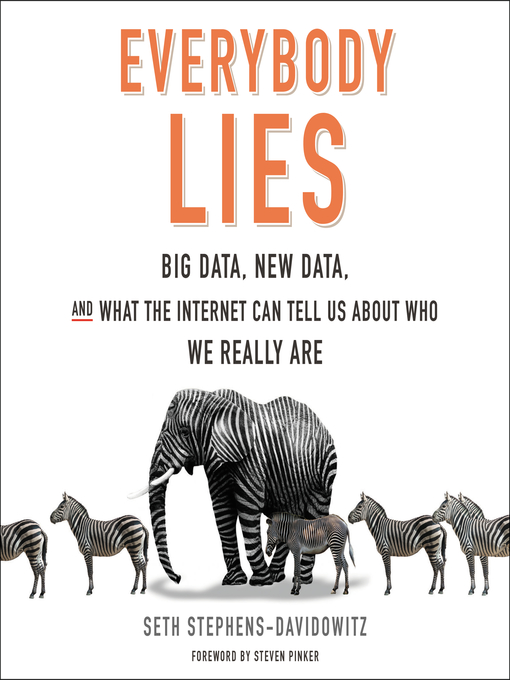 EVERYBODY
LIES
BIG DATA, NEW DATA,
AND WHAT THE INTERNET CAN TELL US ABOUT WHO
WE REALLY ARE
SETH STEPHENS-DAVIDOWITZ
FOREWORD BY STEVEN PINKER